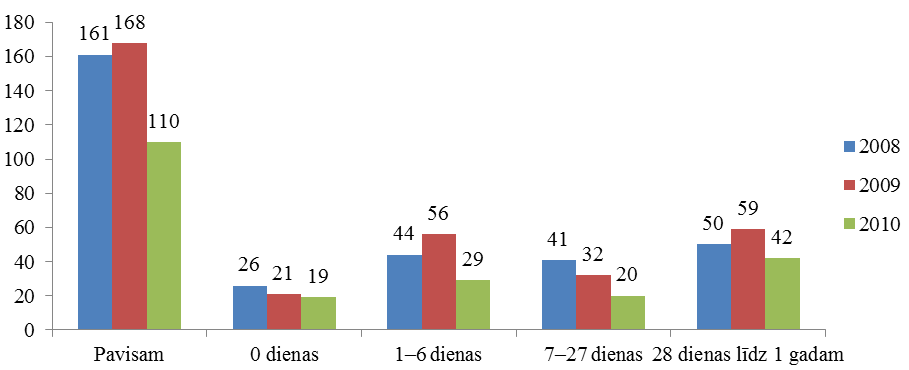 180
160
140
120
100
80
60
40
20
0
161 168 110
26 21 19
44 56 29
41 32 20
50 59 42
Pavisam
0 dienas
1–6 dienas
7–27 dienas
28 dienas līdz 1 gadam
2008
2009
2010